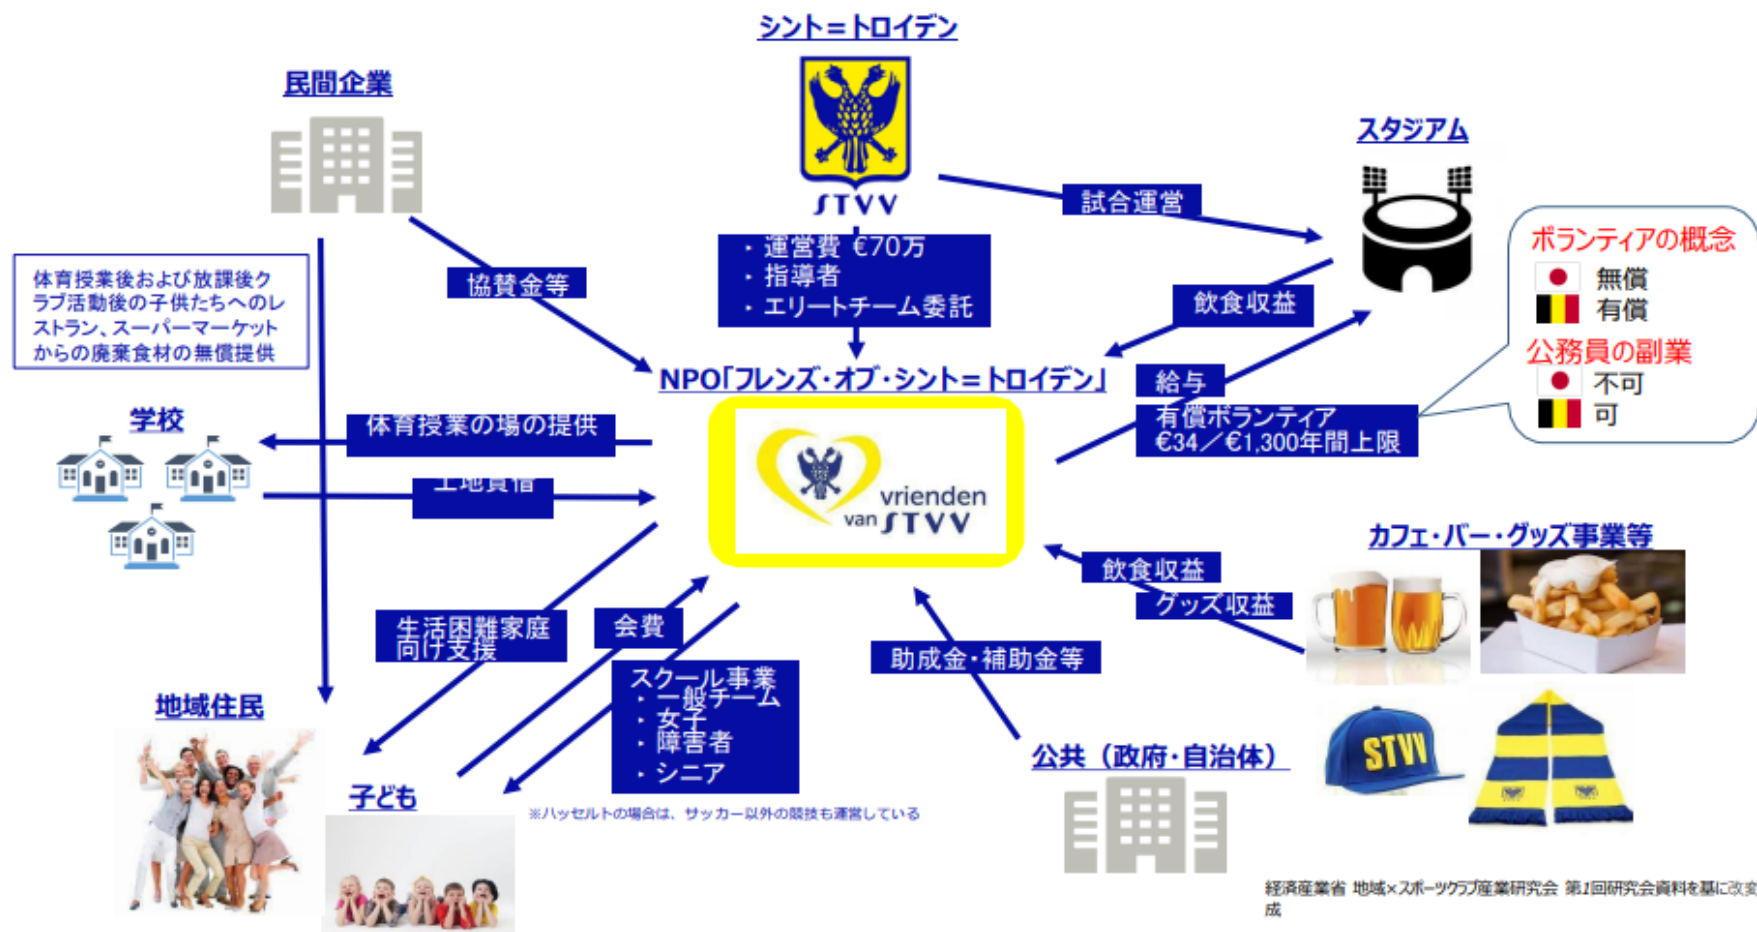 シント＝トロイデン
STVV
民間企業
スタジアム
試合運営
・運営費 €70万
・指導者
・エリートチーム委託
協賛金等
飲食収益
ボランティアの概念
無償
有償
公務員の副業
不可
可
体育授業後および放課後ク
ラブ活動後の子供たちへのレ
ストラン、スーパーマーケット
からの廃棄食材の無償提供
NPO「フレンズ・オブ・シント＝トロイデン」
給与
有償ボランティア
€34／€1,300年間上限
学校
体育授業の場の提供
土地賃借
vrienden
van STVV
カフェ・バー・グッズ事業等
飲食収益
グッズ収益
生活困難家庭
向け支援
会費
助成金・補助金等
スクール事業
・一般チーム
・女子
・障害者
・シニア
地域住民
子ども
公共（政府・自治体）
STVV
※ハッセルトの場合は、サッカー以外の競技も運営している
経済産業省 地域×スポーツクラブ産業研究会 第1回研究会資料を基に改変
成